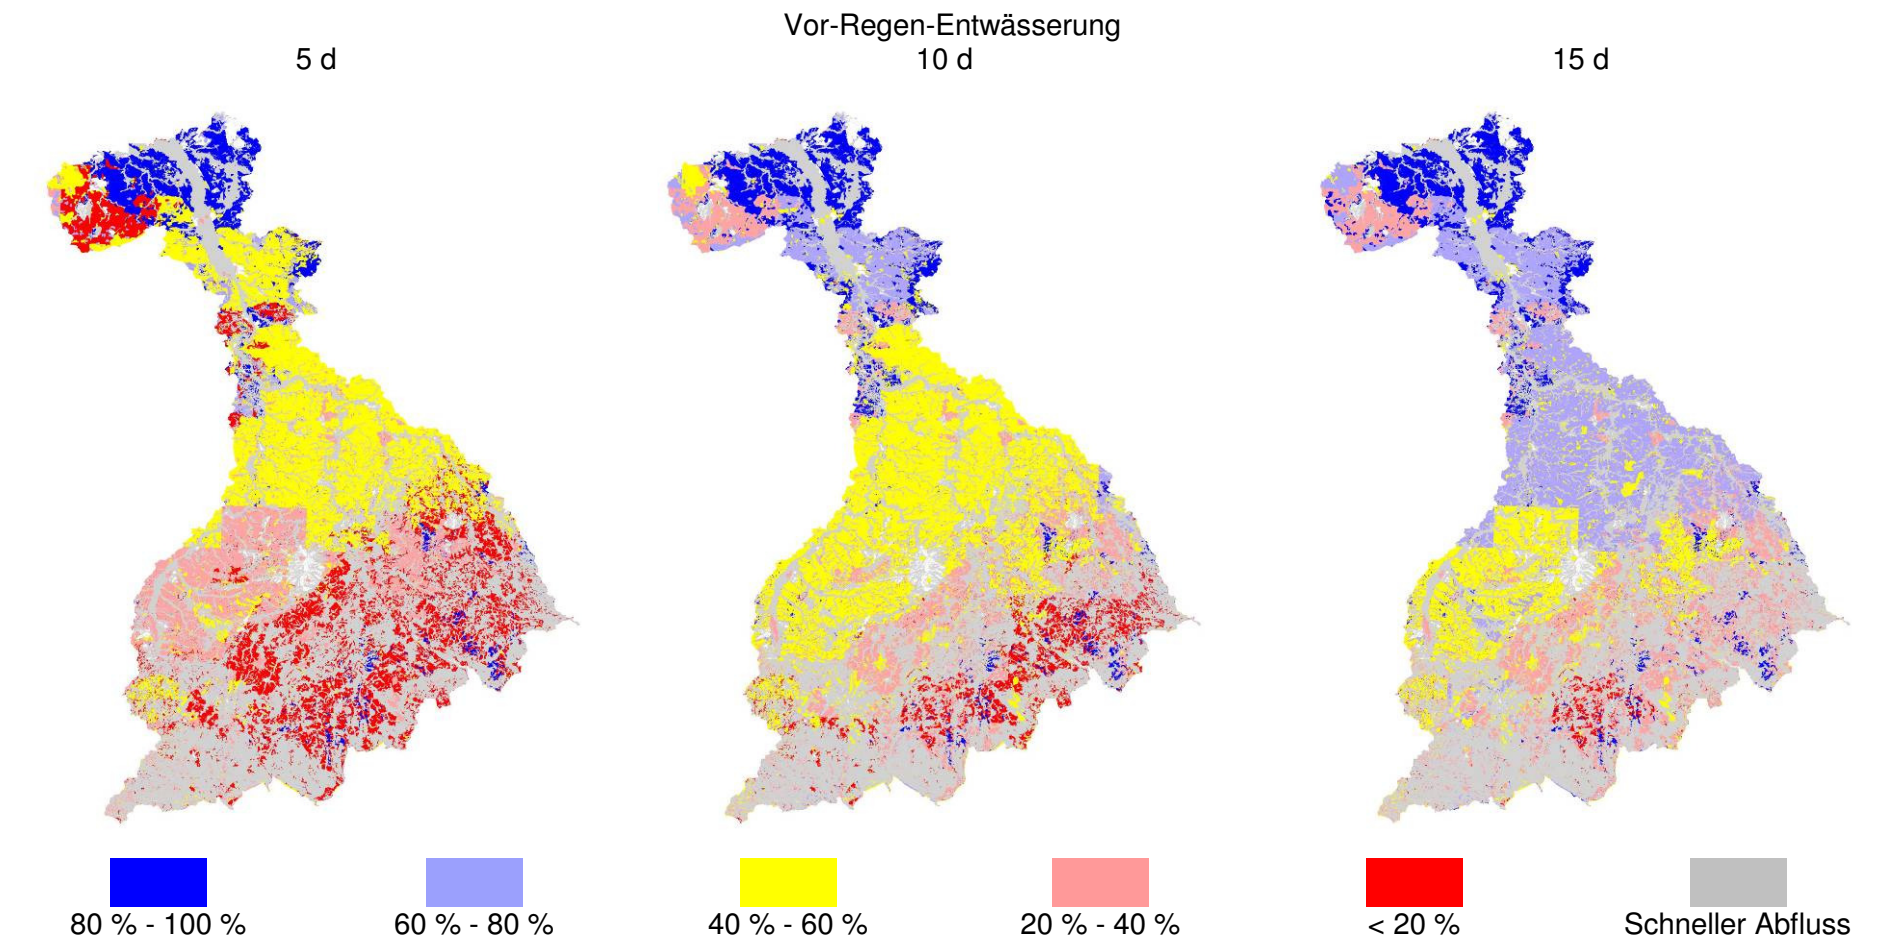 Vor-Regen-Entwässerung
5 d
10 d
15 d
80 % - 100 %
60 % - 80 %
40 % - 60 %
20 % - 40 %
< 20 %
Schneller Abfluss